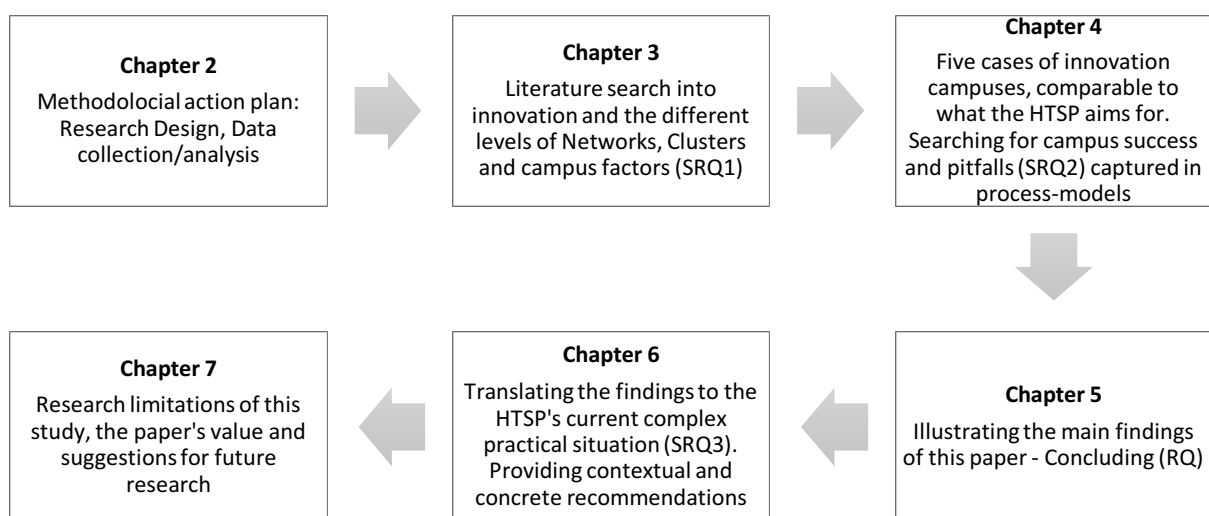 Chapter 2
Methodolocial action plan:
Research Design, Data
collection/analysis
Chapter 3
Literature search into
innovation and the different
levels of Networks, Clusters
and campus factors (SRQ1)
Chapter 4
Five cases of innovation
campuses, comparable to
what the HTSP aims for.
Searching for campus success
and pitfalls (SRQ2) captured in
process-models
Chapter 5
Illustrating the main findings
of this paper - Concluding (RQ)
Chapter 6
Translating the findings to the
HTSP's current complex
practical situation (SRQ3).
Providing contextual and
concrete recommendations
Chapter 7
Research limitations of this
study, the paper's value and
suggestions for future
research